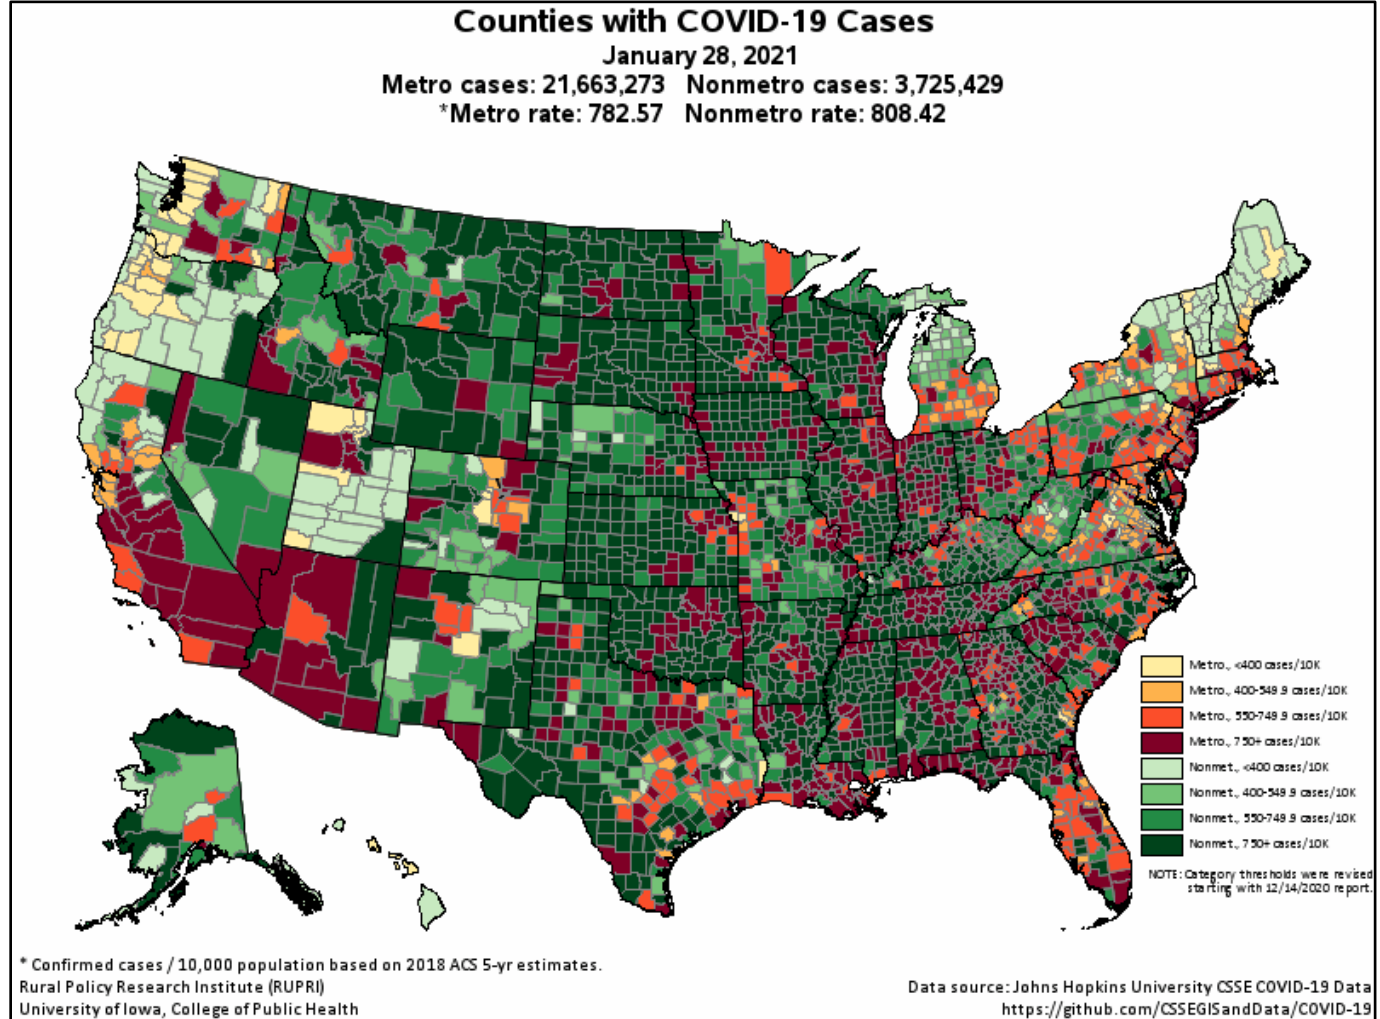 Counties with COVID-19 Cases
January 28, 2021
Metro cases: 21,663,273 Nonmetro cases: 3,725,429
*Metro rate: 782.57 Nonmetro rate: 808.42
Metro., <400 cases/10K
Metro., 400-549.9 cases/10K
Metro., 550-749.9 cases/10K
Metro., 750+ cases/10K
Nonmet., <400 cases/10K
Nonmet., 400-549.9 cases/10K
Nonmet., 550-749.9 cases/10K
Nonmet., 750+ cases/10K
NOTE: Category thresholds were revised
starting with 12/14/2020 report.
* Confirmed cases / 10,000 population based on 2018 ACS 5-yr estimates.
Rural Policy Research Institute (RUPRI)
University of Iowa, College of Public Health
Data source: Johns Hopkins University CSSE COVID-19 Data
https://github.com/CSSEGISandData/COVID-19